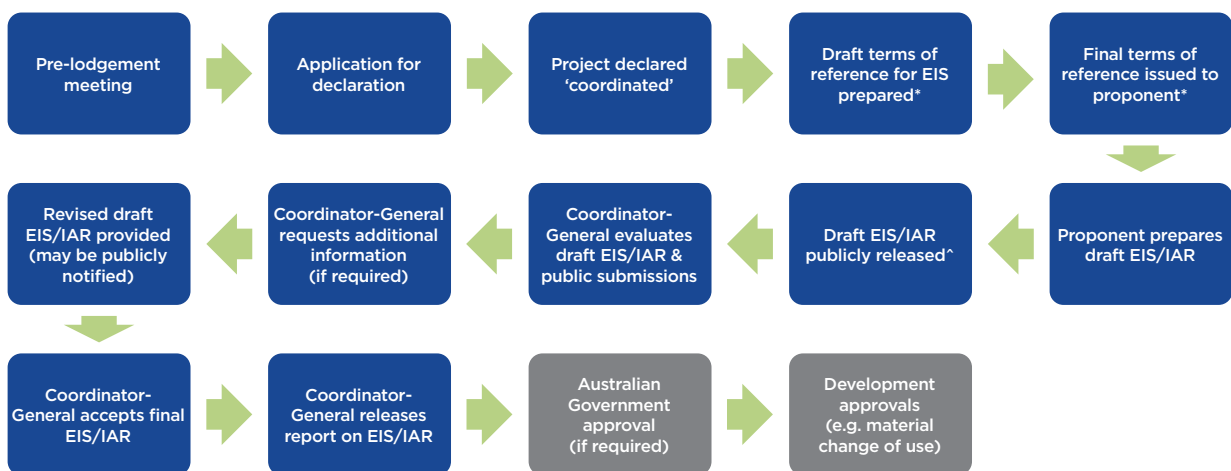 Pre-lodgement
meeting
Application for
declaration
Project declared
‘coordinated’
Draft terms of
reference for EIS
prepared*
Final terms of
reference issued to
proponent*
Proponent prepares
draft EIS/IAR
Draft EIS/IAR
publicly released^
Coordinator-
General evaluates
draft EIS/IAR &
public submissions
Coordinator-General
requests additional
information
(if required)
Revised draft
EIS/IAR provided
(may be publicly
notified)
Coordinator-
General accepts final
EIS/IAR
Coordinator-
General releases
report on EIS/IAR
Australian
Government
approval
(if required)
Development
approvals
(e.g. material
change of use)